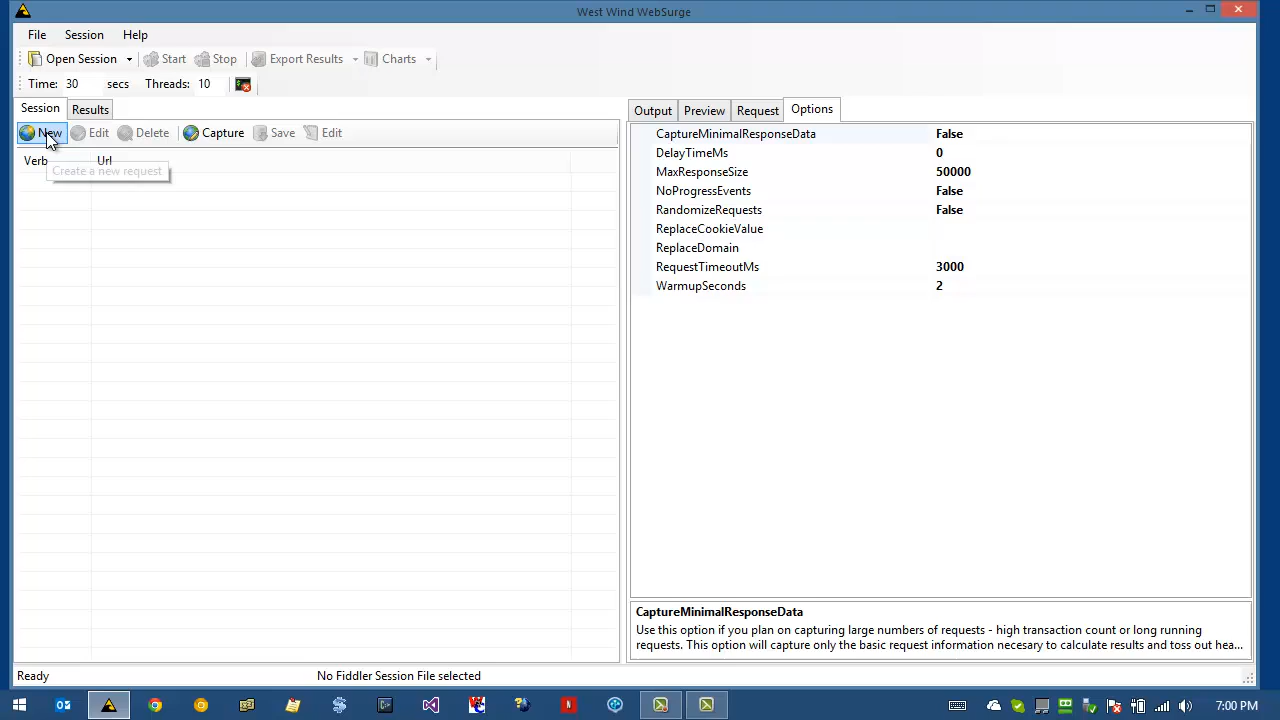 West Wind WebSurge
File Session Help
Open Session Start Stop Export Results Charts
Time: 30 secs Threads: 10
Session Results
New Edit Delete Capture Save Edit
Verb Url
Create a new request
Output Preview Request Options
CaptureMinimalResponseData False
DelayTimeMs 0
MaxResponseSize 50000
NoProgressEvents False
RandomizeRequests False
ReplaceCookieValue
ReplaceDomain
RequestTimeoutMs 3000
WarmupSeconds 2
CaptureMinimalResponseData
Use this option if you plan on capturing large numbers of requests - high transaction count or long running
requests. This option will capture only the basic request information necesary to calculate results and toss out hea...
Ready No Fiddler Session File selected
7:00 PM